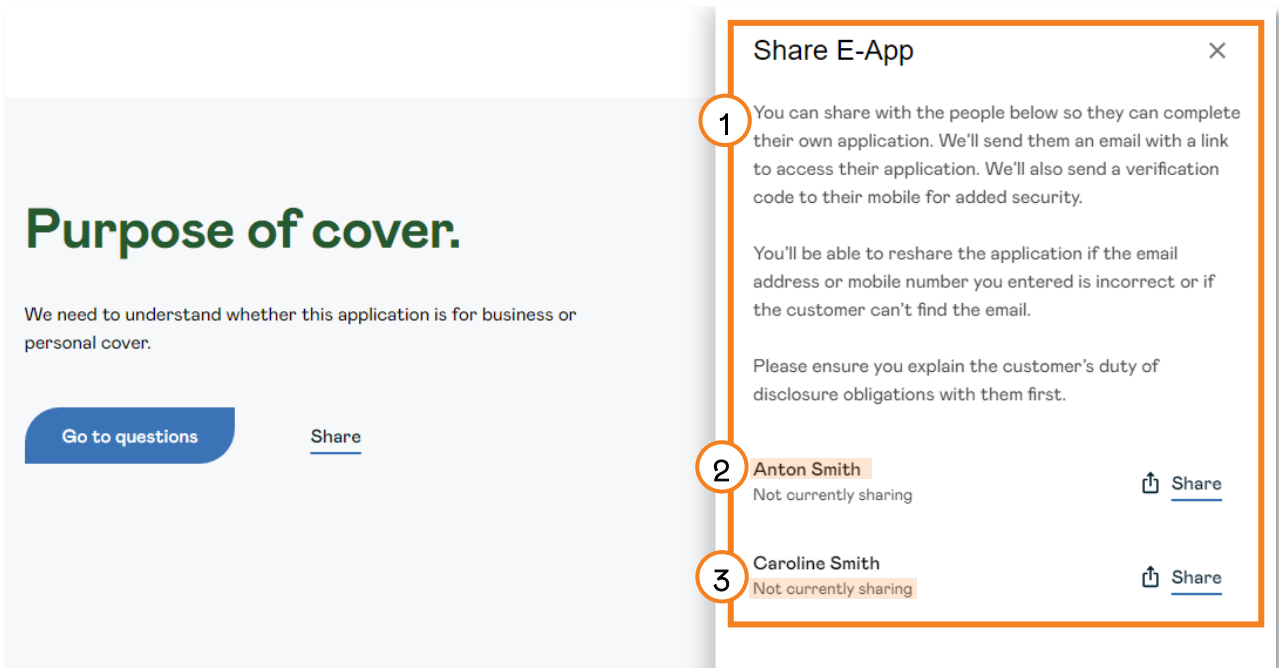 Purpose of cover.
We need to understand whether this application is for business or
personal cover.
Go to questions
Share
Share E-App
1
You can share with the people below so they can complete
their own application. We’ll send them an email with a link
to access their application. We’ll also send a verification
code to their mobile for added security.
You’ll be able to reshare the application if the email
address or mobile number you entered is incorrect or if
the customer can’t find the email.
Please ensure you explain the customer’s duty of
disclosure obligations with them first.
2
Anton Smith
Not currently sharing
Share
3
Caroline Smith
Not currently sharing
Share